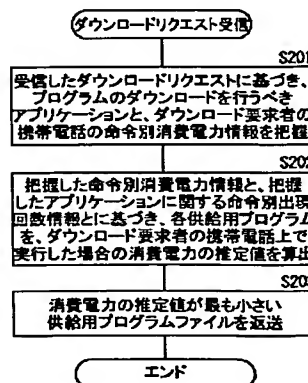 ダウンロードリクエスト受信
S201
受信したダウンロードリクエストに基づき、
プログラムのダウンロードを行うべき
アプリケーションと、ダウンロード要求者の
携帯電話の命令別消費電力情報を把握
S202
把握した命令別消費電力情報と、把握
したアプリケーションに関する命令別出現
回数情報とに基づき、各供給用プログラム
を、ダウンロード要求者の携帯電話上で
実行した場合の消費電力の推定値を算出
消費電力の推定値が最も小さい
供給用プログラムファイルを返送
エンド